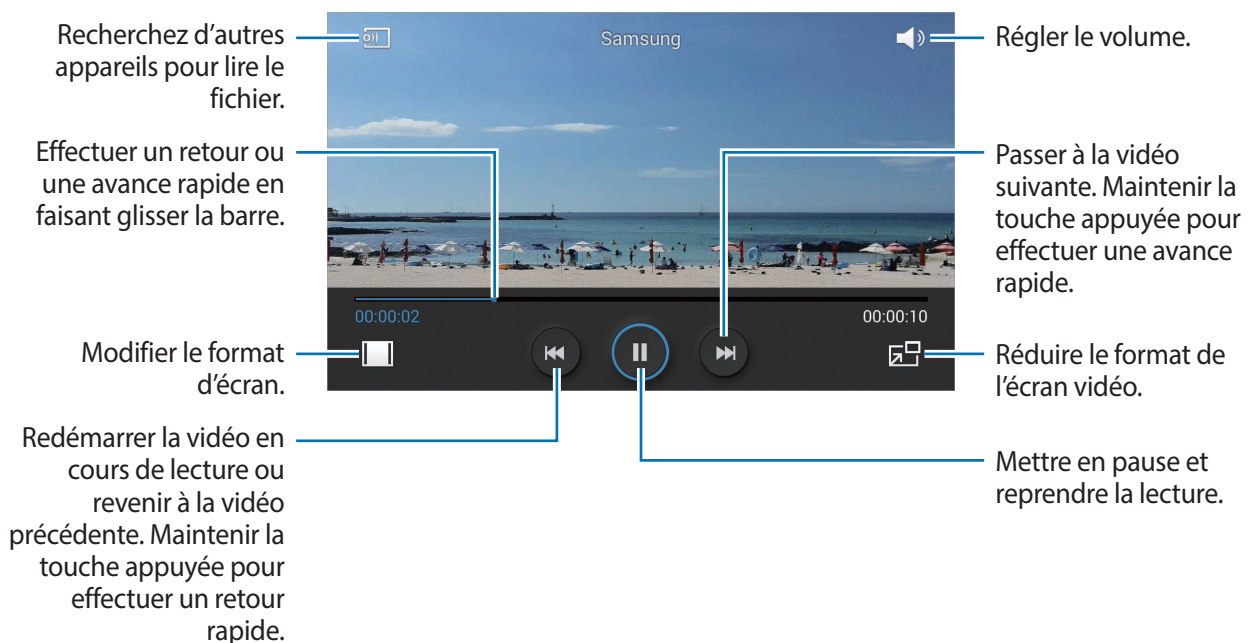 Recherchez d’autres
appareils pour lire le
fichier.
Effectuer un retour ou
une avance rapide en
faisant glisser la barre.
Modifier le format
d’écran.
Redémarrer la vidéo en
cours de lecture ou
revenir à la vidéo
précédente. Maintenir la
touche appuyée pour
effectuer un retour
rapide.
Samsung
00:00:02
00:00:10
Régler le volume.
Passer à la vidéo
suivante. Maintenir la
touche appuyée pour
effectuer une avance
rapide.
Réduire le format de
l’écran vidéo.
Mettre en pause et
reprendre la lecture.